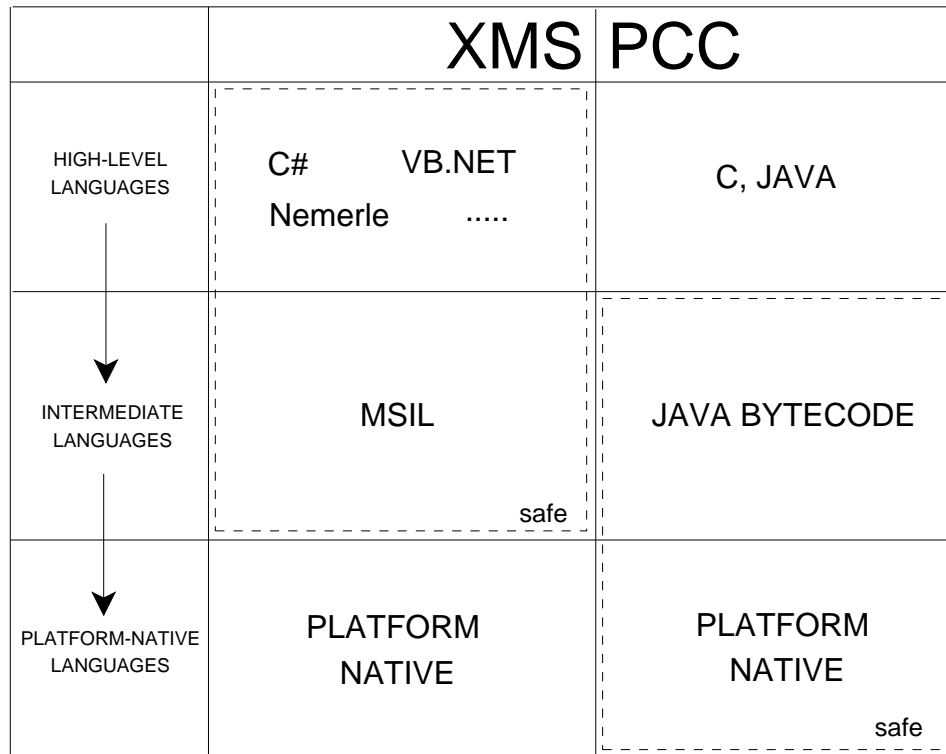 XMS PCC
HIGH-LEVEL
LANGUAGES
C# VB.NET
Nemerle .....
C, JAVA
INTERMEDIATE
LANGUAGES
MSIL
safe
JAVA BYTECODE
PLATFORM-NATIVE
LANGUAGES
PLATFORM
NATIVE
PLATFORM
NATIVE
safe